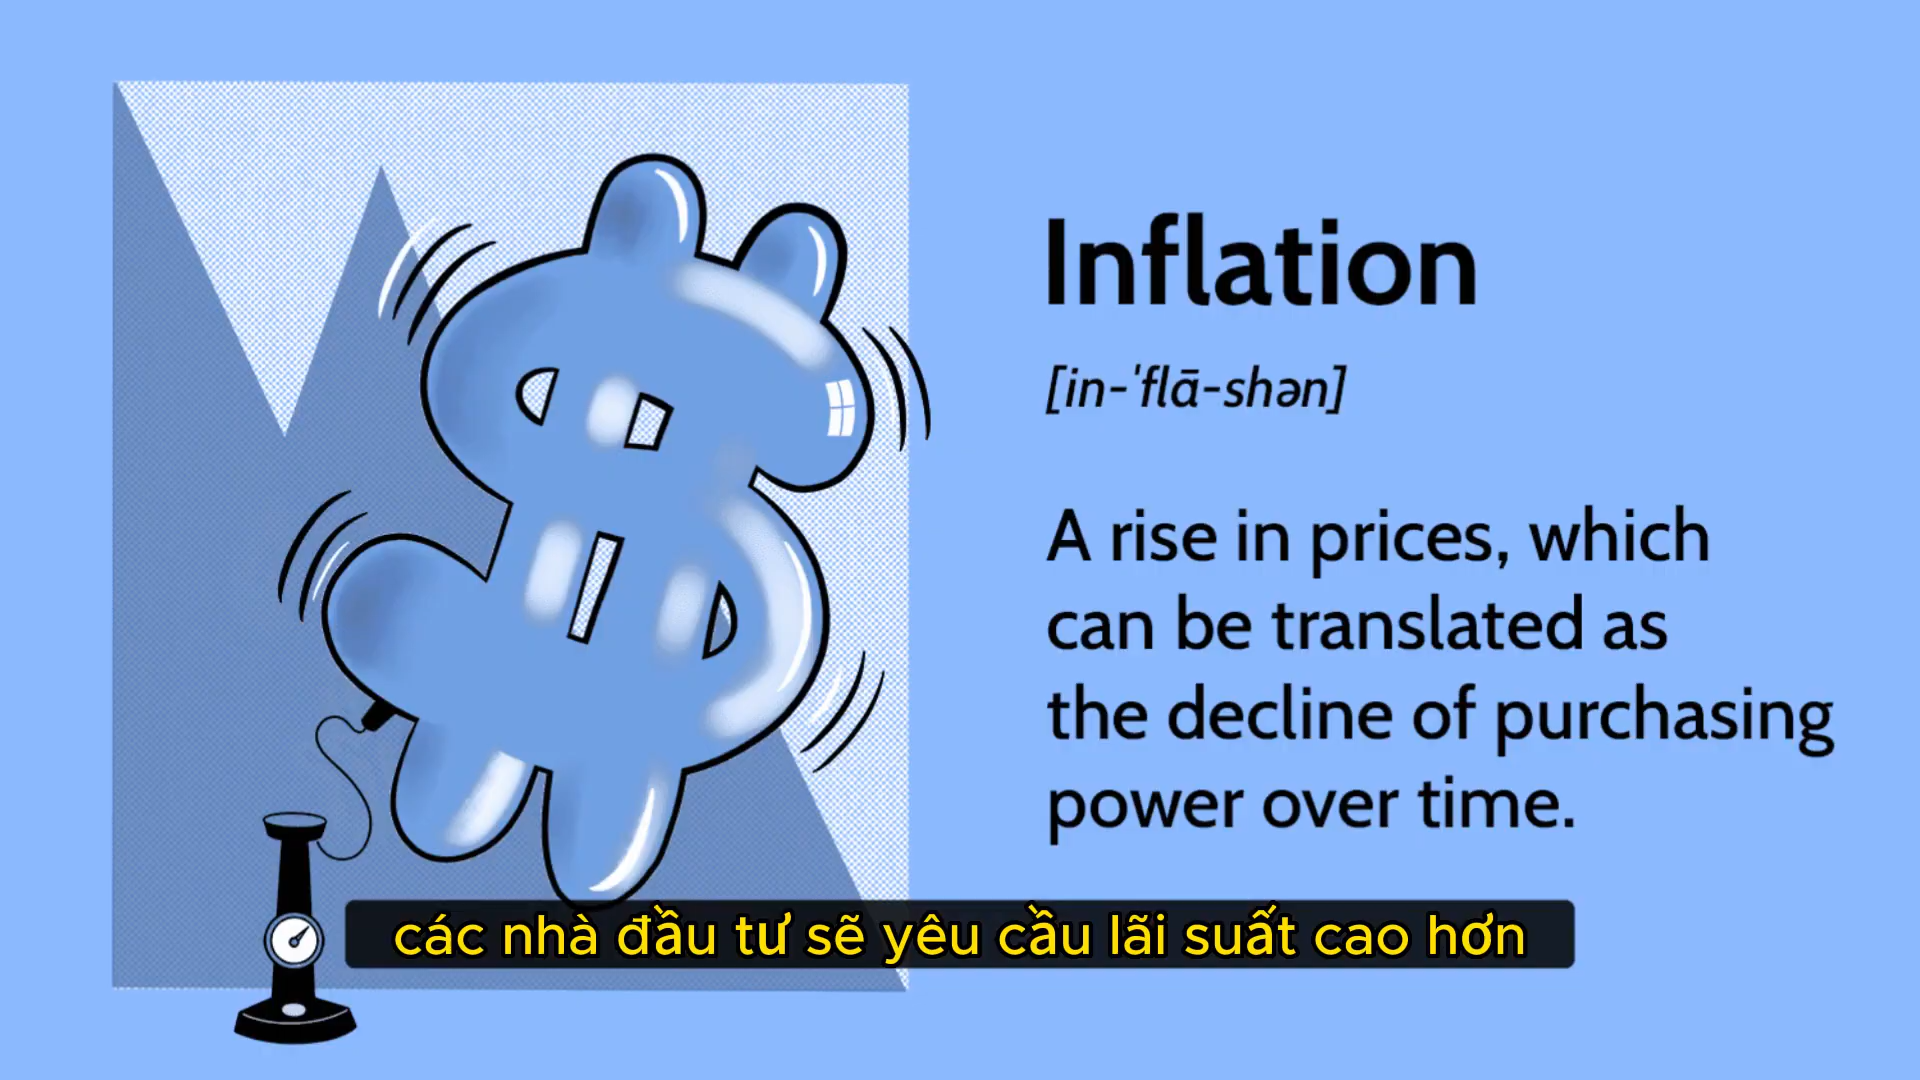 Inflation
[in-ˈflā-shən]
A rise in prices, which
can be translated as
the decline of purchasing
power over time.
các nhà đầu tư sẽ yêu cầu lãi suất cao hơn